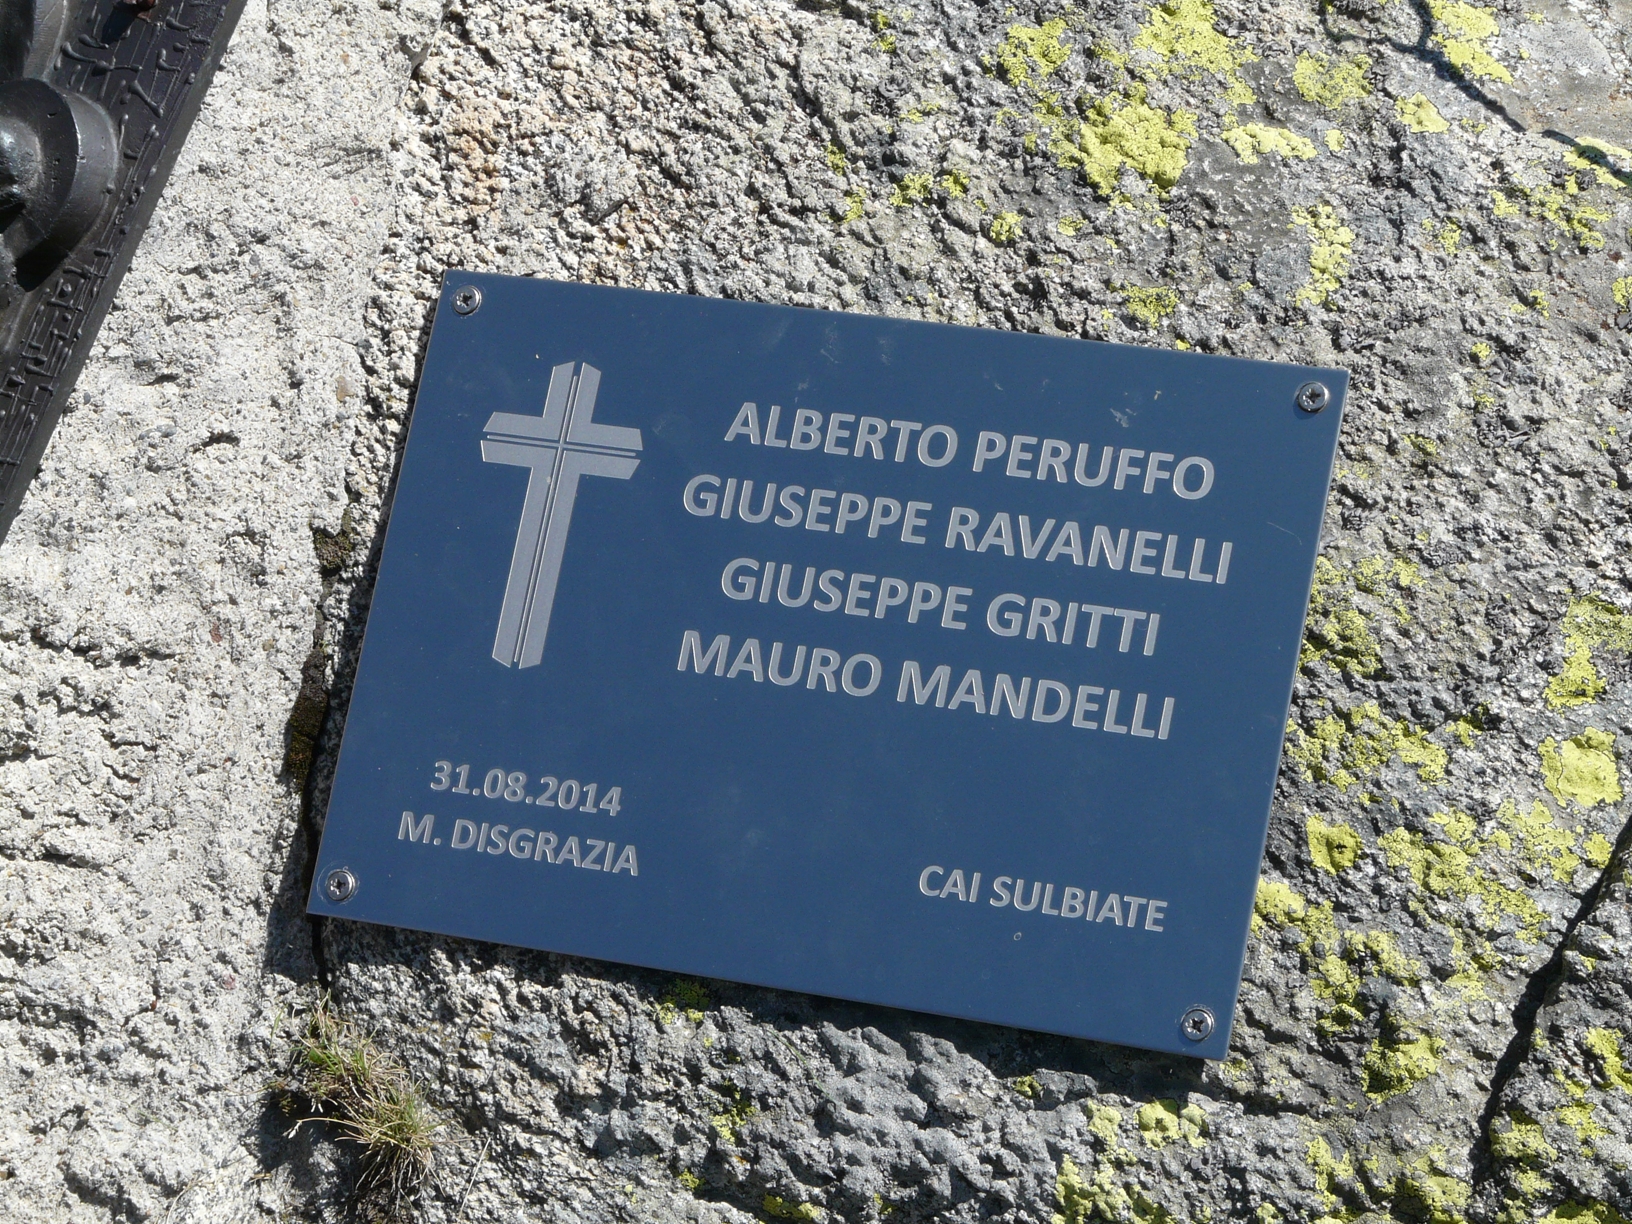 ALBERTO PERUFFO
GIUSEPPE RAVANELLI
GIUSEPPE GRITTI
MAURO MANDELLI
31.08.2014
M. DISGRAZIA
CAI SULBIATE